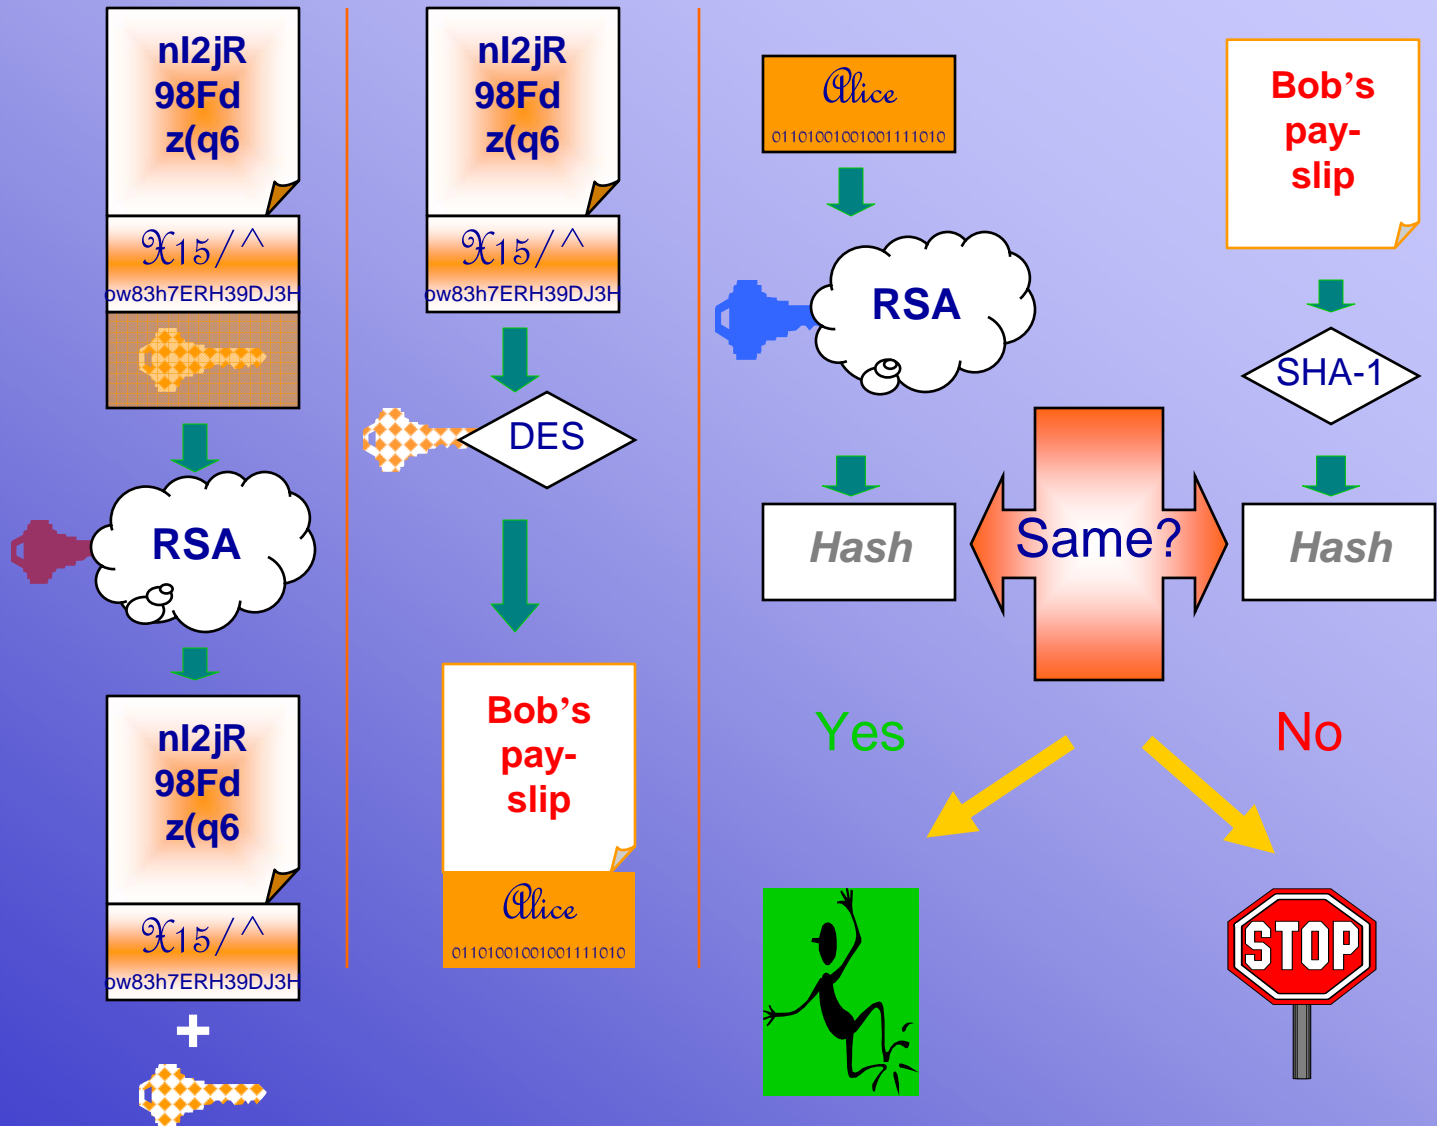 nI2jR
98Fd
z(q6
X15/^
ow83h7ERH39DJ3H
RSA
nI2jR
98Fd
z(q6
X15/^
ow83h7ERH39DJ3H
+
nI2jR
98Fd
z(q6
X15/^
ow83h7ERH39DJ3H
DES
Bob's
pay-
slip
Alice
01101001001001111010
Alice
01101001001001111010
RSA
Hash
Bob's
pay-
slip
SHA-1
Hash
Same?
Yes
No
STOP